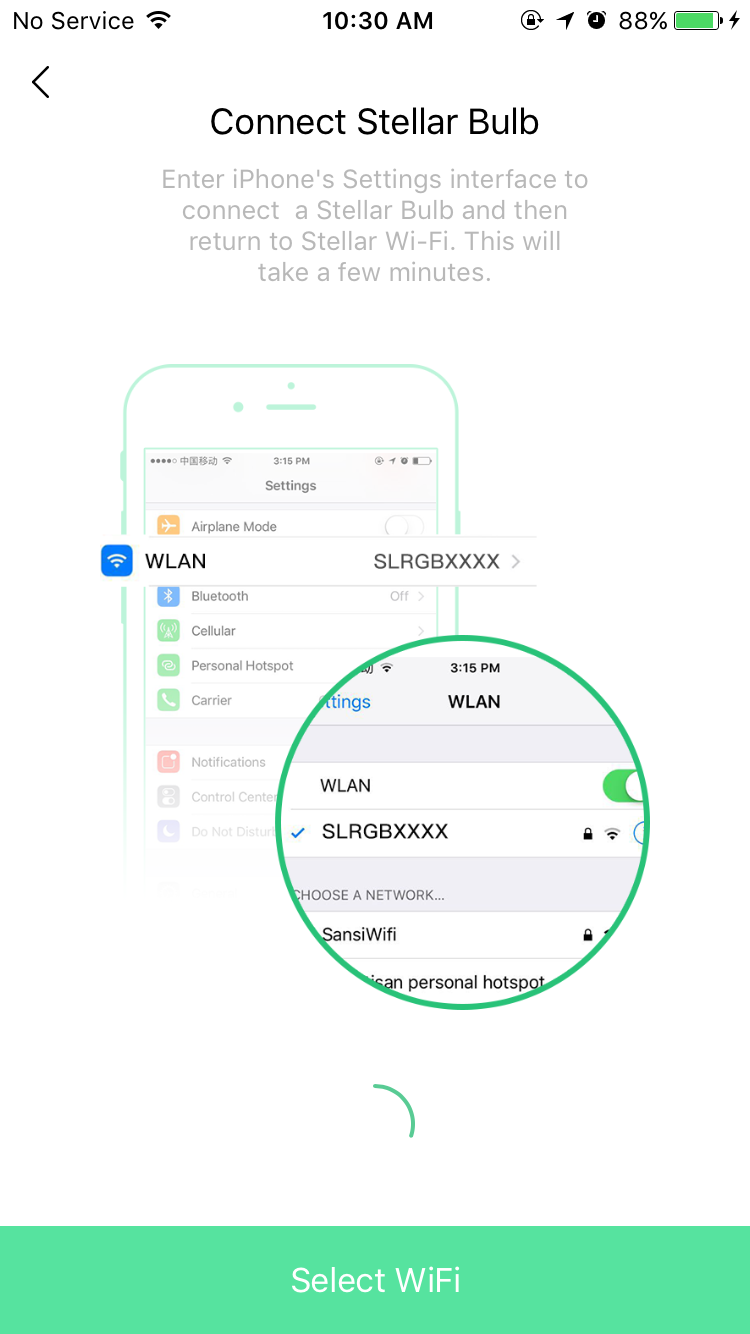 No Service 10:30 AM 88%
Connect Stellar Bulb
Enter iPhone's Settings interface to
connect  a Stellar Bulb and then
return to Stellar Wi-Fi. This will
take a few minutes.
中国移动 3:15 PM
Settings
Airplane Mode
WLAN SLRGBXXXX
Bluetooth Off
Cellular
Personal Hotspot
Carrier
Notifications
Control Center
Do Not Disturb
动 3:15 PM
ttings WLAN
WLAN
SLRGBXXXX
CHOOSE A NETWORK...
SansiWifi
isan personal hotspot
Select WiFi